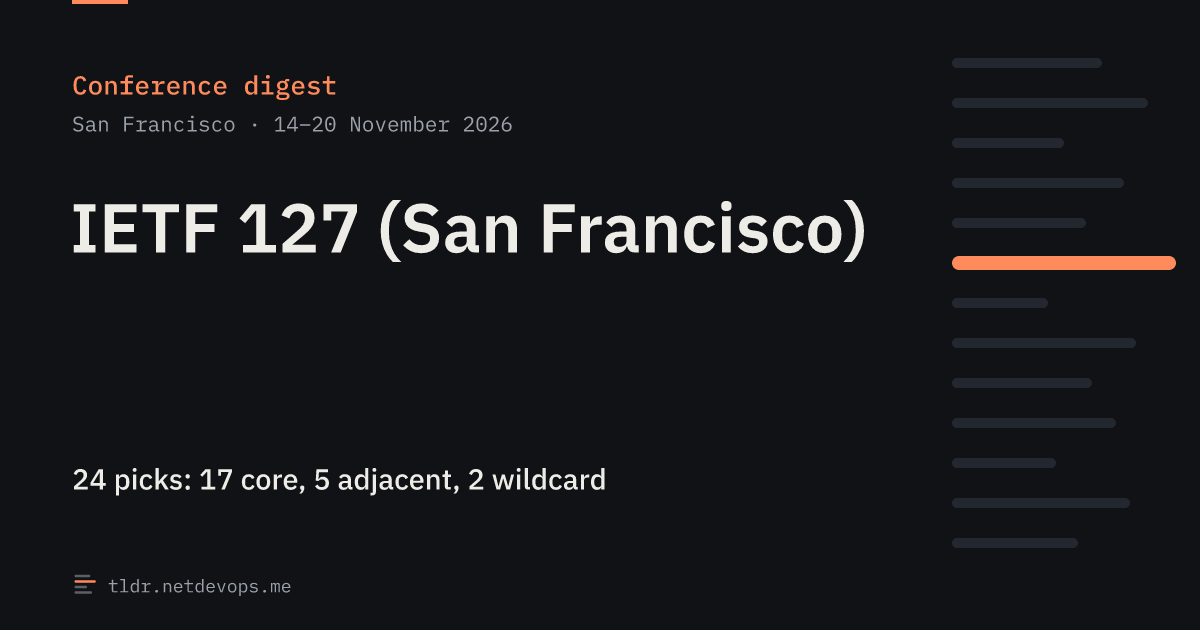 Conference digest
San Francisco · 14–20 November 2026
IETF 127 (San Francisco)
24 picks: 17 core, 5 adjacent, 2 wildcard
tldr.netdevops.me